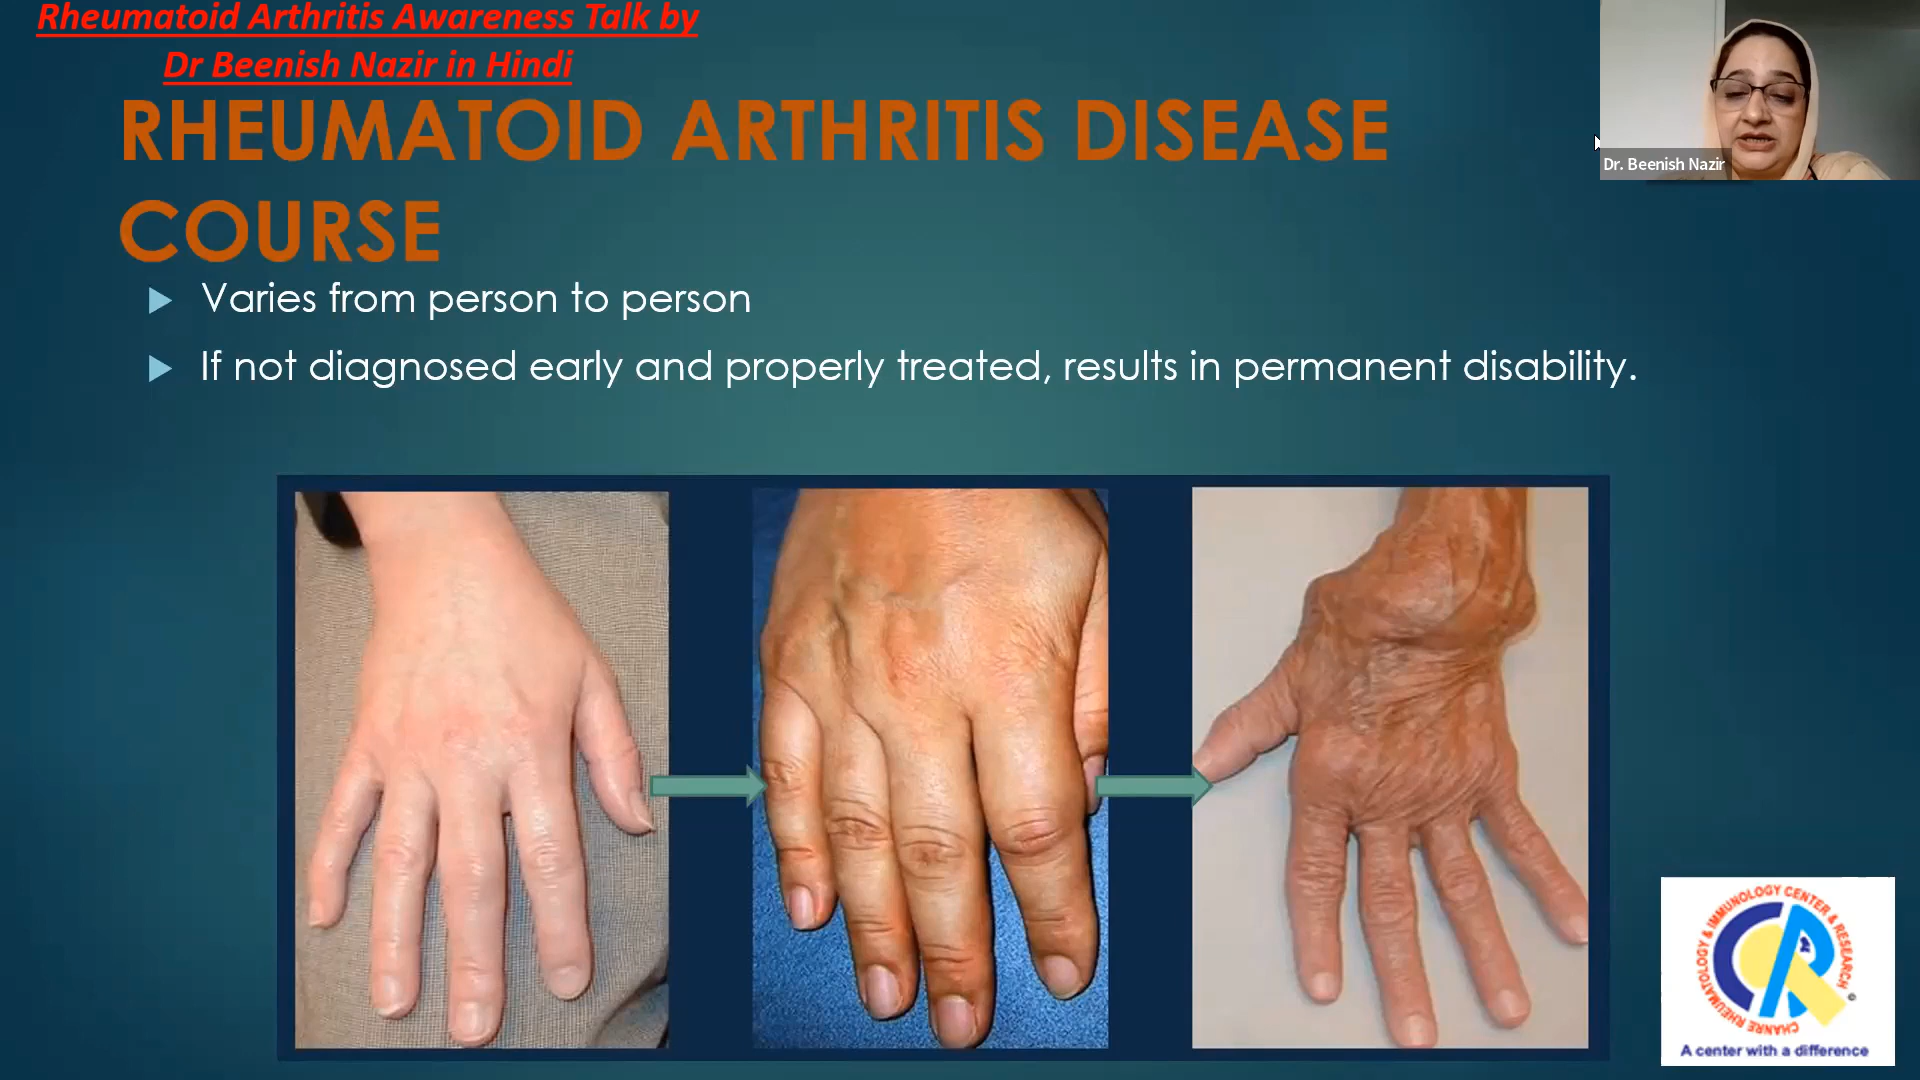 Rheumatoid Arthritis Awareness Talk by
Dr Beenish Nazir in Hindi
RHEUMATOID ARTHRITIS DISEASE
COURSE
Dr. Beenish Nazir
Varies from person to person
If not diagnosed early and properly treated, results in permanent disability.
CHANRE RHEUMATOLOGY & IMMUNOLOGY CENTER & RESEARCH
©
A center with a difference